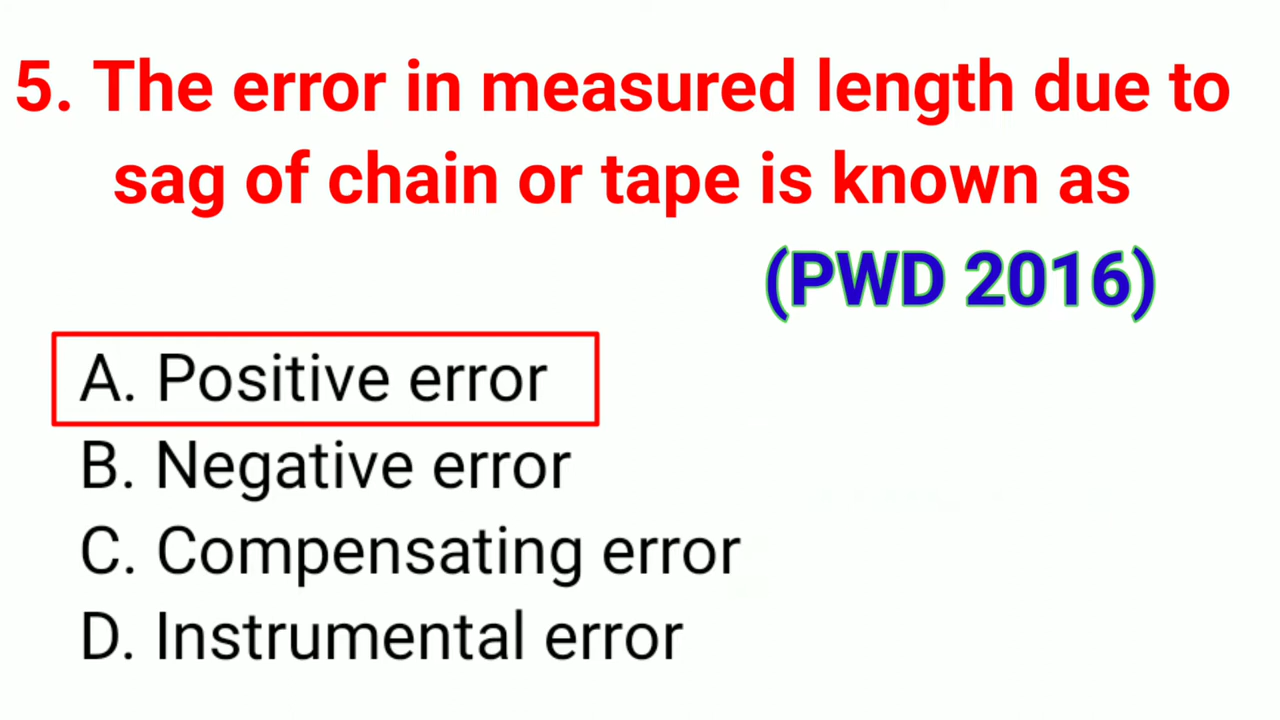 5. The error in measured length due to
sag of chain or tape is known as
(PWD 2016)
A. Positive error
B. Negative error
C. Compensating error
D. Instrumental error